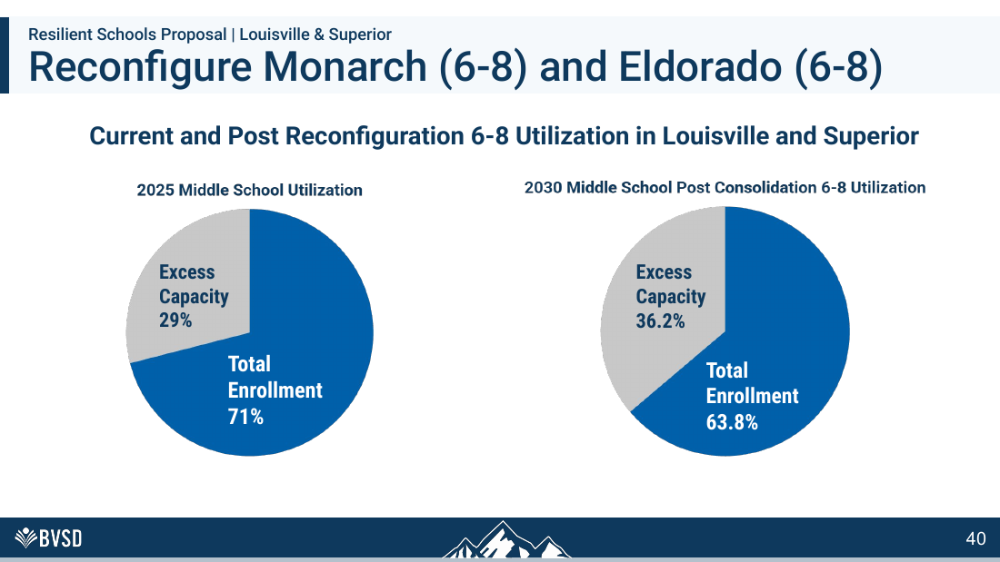 Resilient Schools Proposal | Louisville & Superior
Reconfigure Monarch (6-8) and Eldorado (6-8)
Current and Post Reconfiguration 6-8 Utilization in Louisville and Superior
2025 Middle School Utilization
Excess
Capacity
29%
Total
Enrollment
71%
2030 Middle School Post Consolidation 6-8 Utilization
Excess
Capacity
36.2%
Total
Enrollment
63.8%
BVSD
40